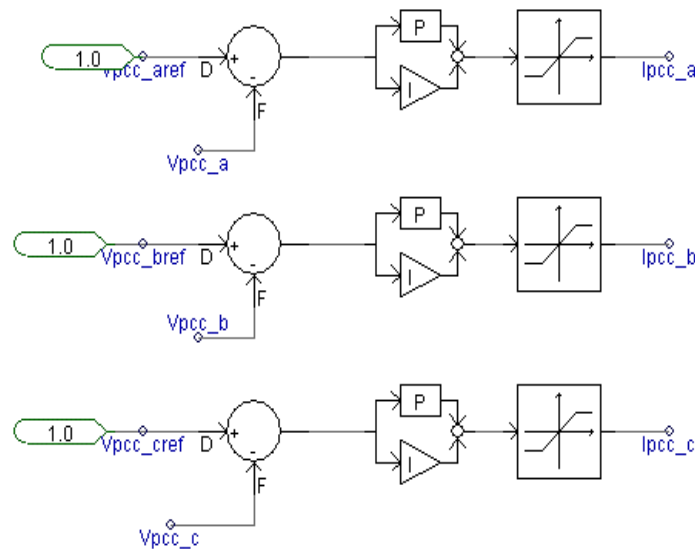 1.0
Vpcc_aref
D
+
-
F
Vpcc_a
P
I
Ipcc_a
1.0
Vpcc_bref
D
+
-
F
Vpcc_b
P
I
Ipcc_b
1.0
Vpcc_cref
D
+
-
F
Vpcc_c
P
I
Ipcc_c